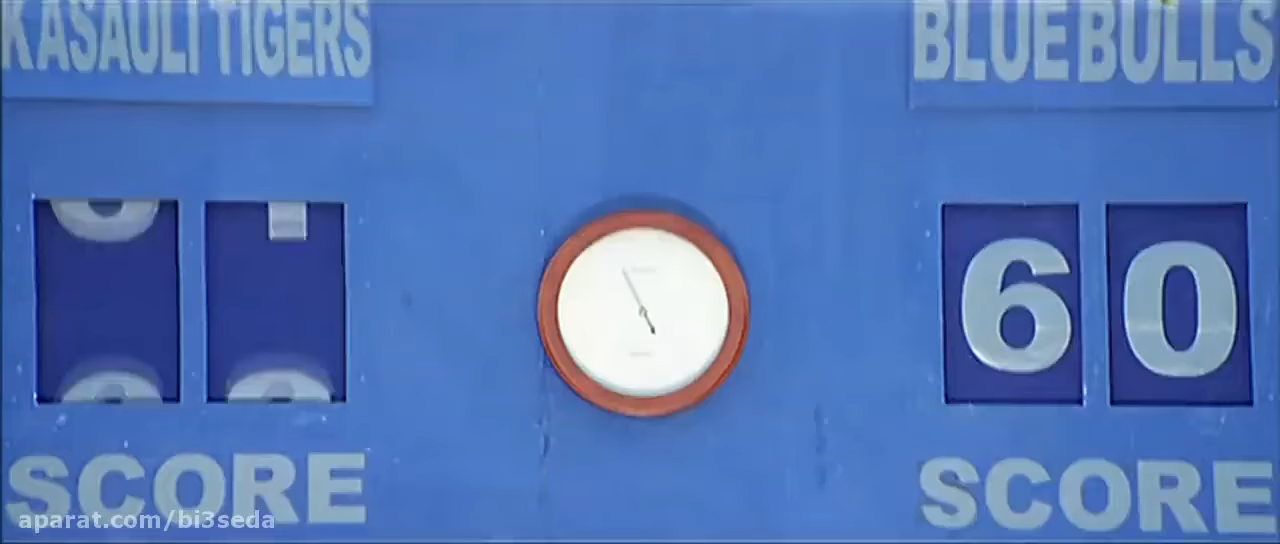 KASAULI TIGERS
BLUE BULLS
60
SCORE
SCORE
aparat.com/bi3seda